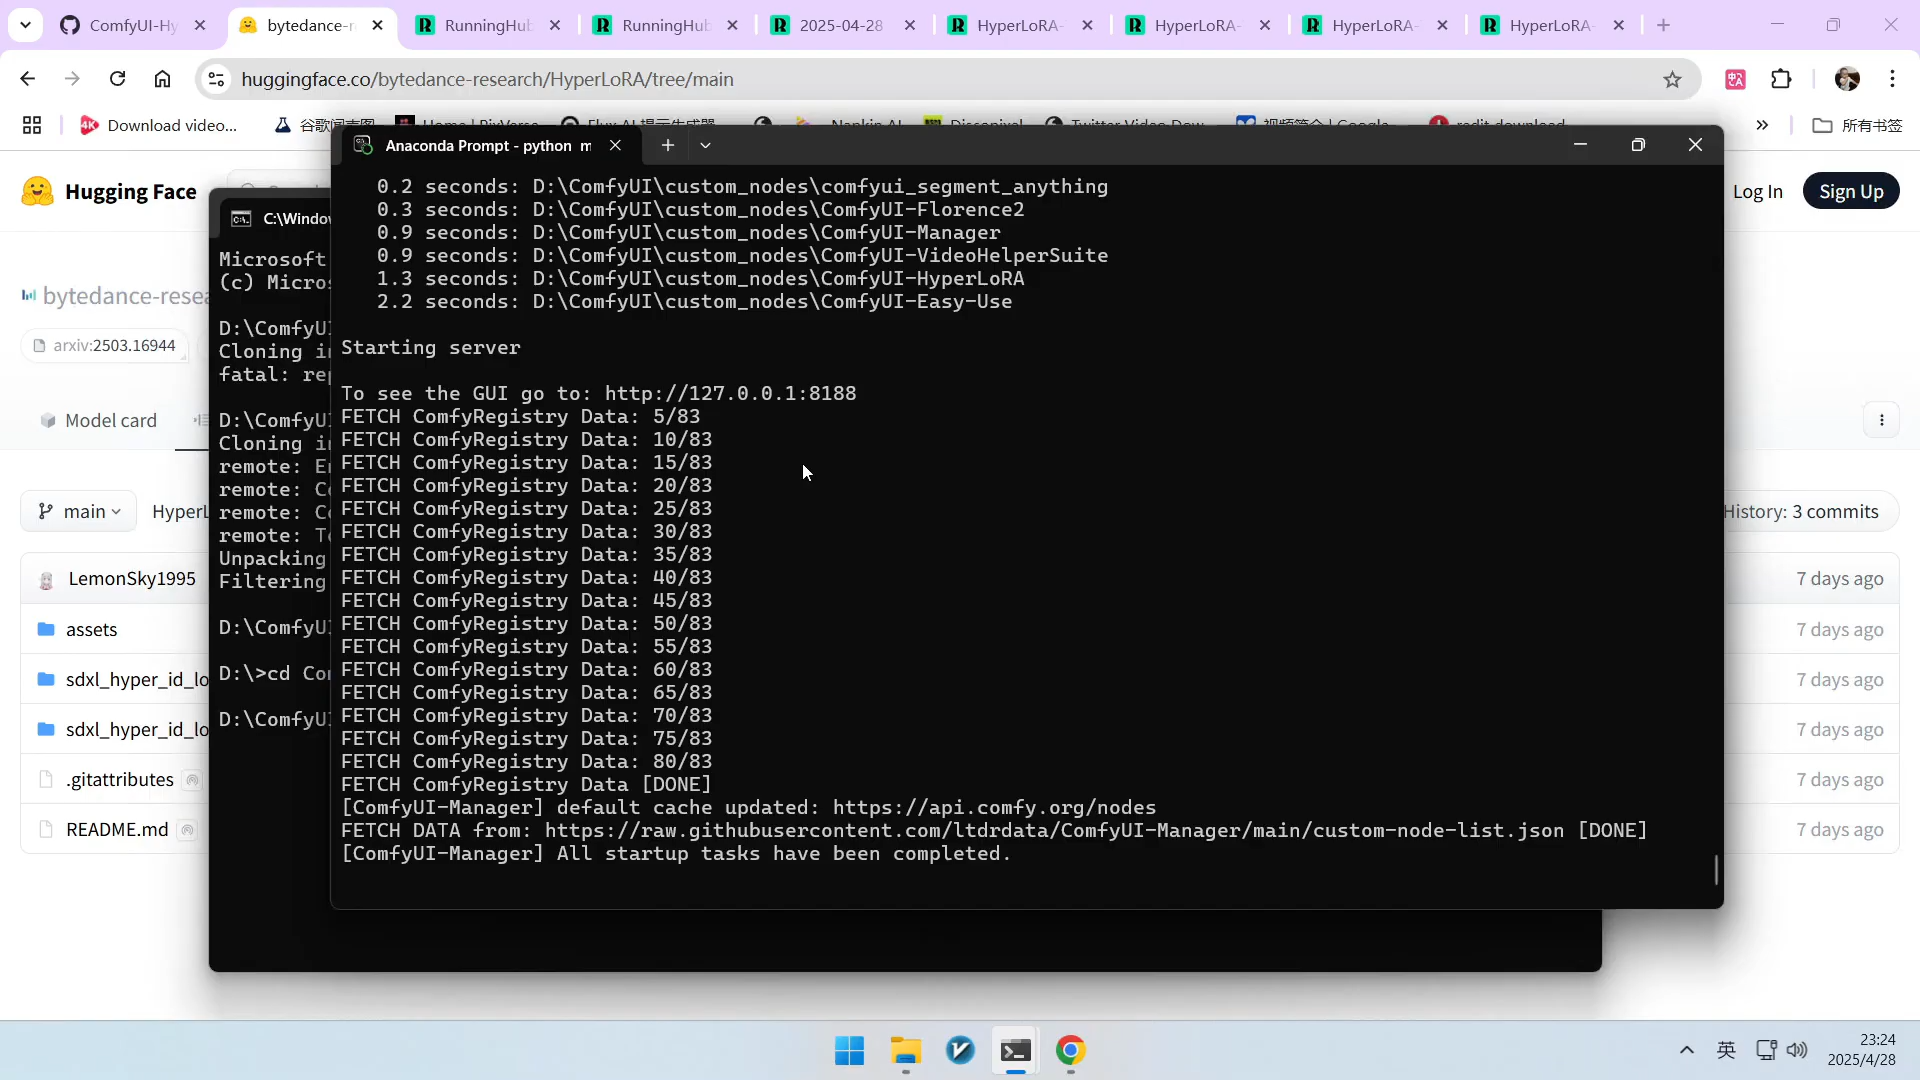 ComfyUI-Hy
bytedance-r
RunningHub
RunningHub
2025-04-28
HyperLoRA-
HyperLoRA-
HyperLoRA-
HyperLoRA-
huggingface.co/bytedance-research/HyperLoRA/tree/main
Download video...
所有书签
Hugging Face
Log In
Sign Up
bytedance-resea
arxiv:2503.16944
Model card
main
HyperL
History: 3 commits
LemonSky1995
7 days ago
assets
7 days ago
sdxl_hyper_id_lo
7 days ago
sdxl_hyper_id_lo
7 days ago
.gitattributes
7 days ago
README.md
7 days ago
C:\Window
Microsoft
(c) Micros
D:\ComfyUI
Cloning in
fatal: rep
D:\ComfyUI
Cloning in
remote: En
remote: Co
remote: Co
remote: To
Unpacking
Filtering
D:\ComfyUI
D:\>cd Com
D:\ComfyUI
Anaconda Prompt - python m
0.2 seconds: D:\ComfyUI\custom_nodes\comfyui_segment_anything
0.3 seconds: D:\ComfyUI\custom_nodes\ComfyUI-Florence2
0.9 seconds: D:\ComfyUI\custom_nodes\ComfyUI-Manager
0.9 seconds: D:\ComfyUI\custom_nodes\ComfyUI-VideoHelperSuite
1.3 seconds: D:\ComfyUI\custom_nodes\ComfyUI-HyperLoRA
2.2 seconds: D:\ComfyUI\custom_nodes\ComfyUI-Easy-Use
Starting server
To see the GUI go to: http://127.0.0.1:8188
FETCH ComfyRegistry Data: 5/83
FETCH ComfyRegistry Data: 10/83
FETCH ComfyRegistry Data: 15/83
FETCH ComfyRegistry Data: 20/83
FETCH ComfyRegistry Data: 25/83
FETCH ComfyRegistry Data: 30/83
FETCH ComfyRegistry Data: 35/83
FETCH ComfyRegistry Data: 40/83
FETCH ComfyRegistry Data: 45/83
FETCH ComfyRegistry Data: 50/83
FETCH ComfyRegistry Data: 55/83
FETCH ComfyRegistry Data: 60/83
FETCH ComfyRegistry Data: 65/83
FETCH ComfyRegistry Data: 70/83
FETCH ComfyRegistry Data: 75/83
FETCH ComfyRegistry Data: 80/83
FETCH ComfyRegistry Data [DONE]
[ComfyUI-Manager] default cache updated: https://api.comfy.org/nodes
FETCH DATA from: https://raw.githubusercontent.com/ltdrdata/ComfyUI-Manager/main/custom-node-list.json [DONE]
[ComfyUI-Manager] All startup tasks have been completed.
英
23:24
2025/4/28